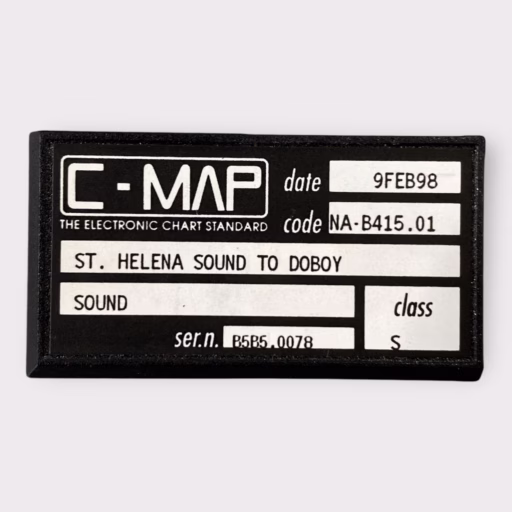 C-MAP
THE ELECTRONIC CHART STANDARD
date 9FEB98
code NA-B415.01
ST. HELENA SOUND TO DOBOY
SOUND
class
S
ser.n. B5B5.0078